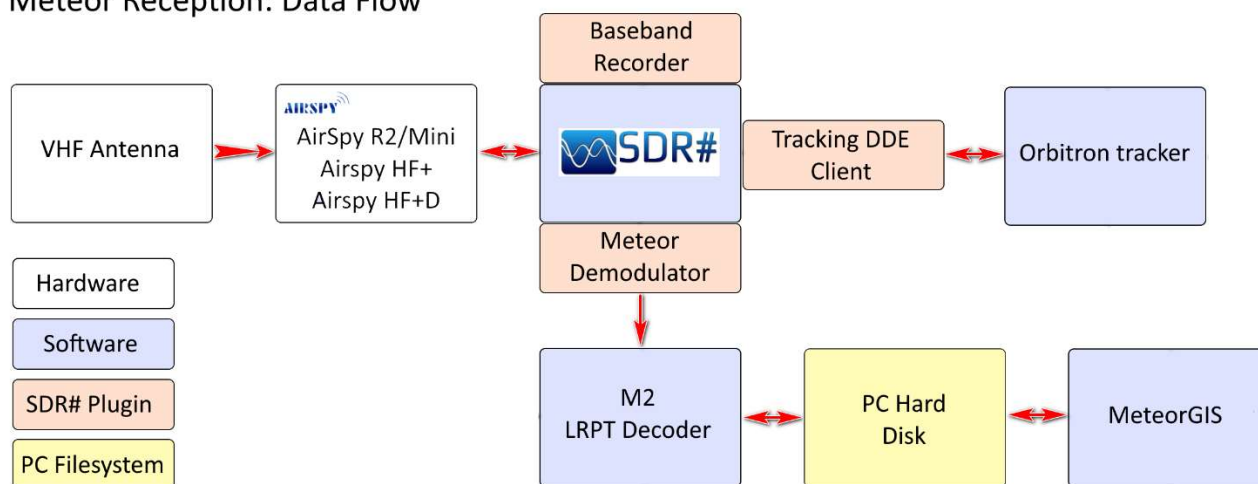 Meteor Reception: Data Flow
Baseband
Recorder
VHF Antenna
AIRSPY
AirSpy R2/Mini
Airspy HF+
Airspy HF+D
SDR#
Tracking DDE
Client
Orbitron tracker
Meteor
Demodulator
Hardware
Software
SDR# Plugin
PC Filesystem
M2
LRPT Decoder
PC Hard
Disk
MeteorGIS